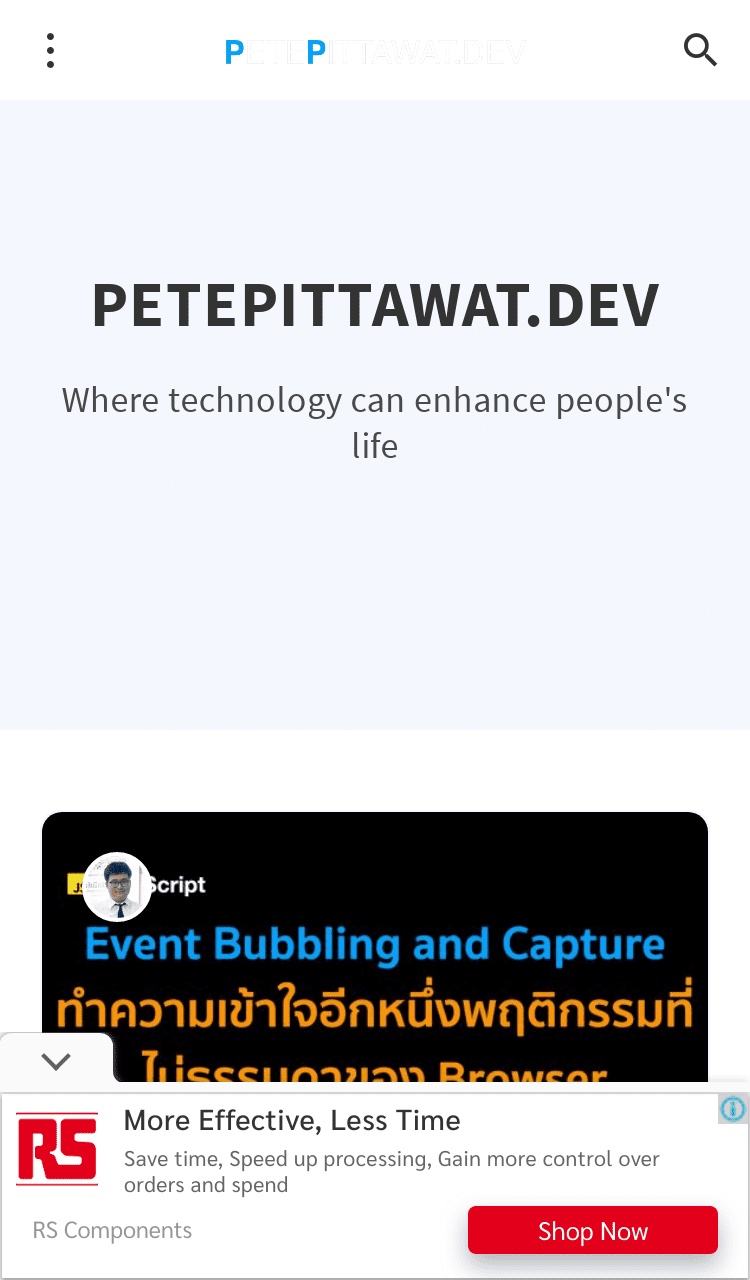 PETEPITTAWAT.DEV
PETEPITTAWAT.DEV
Where technology can enhance people's
life
Script
Event Bubbling and Capture
ทำความเข้าใจอีกหนึ่งพฤติกรรมที่
ไม่ธรรมดาของ Browser
More Effective, Less Time
RS
Save time, Speed up processing, Gain more control over
orders and spend
RS Components
Shop Now